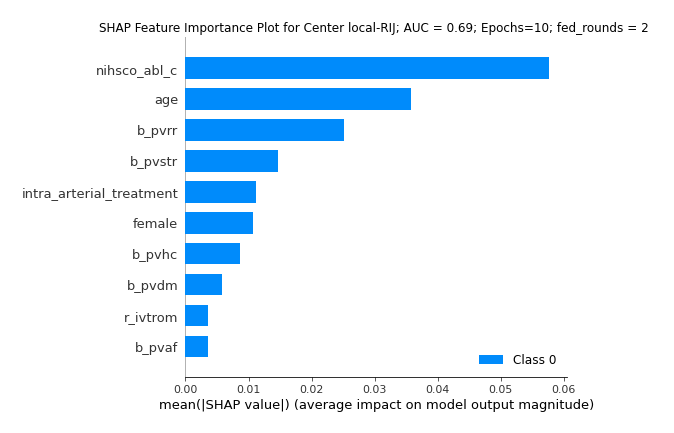 SHAP Feature Importance Plot for Center local-RIJ; AUC = 0.69; Epochs=10; fed_rounds = 2
nihsco_abl_c
age
b_pvrr
b_pvstr
intra_arterial_treatment
female
b_pvhc
b_pvdm
r_ivtrom
b_pvaf
Class 0
0.00 0.01 0.02 0.03 0.04 0.05 0.06
mean(|SHAP value|) (average impact on model output magnitude)